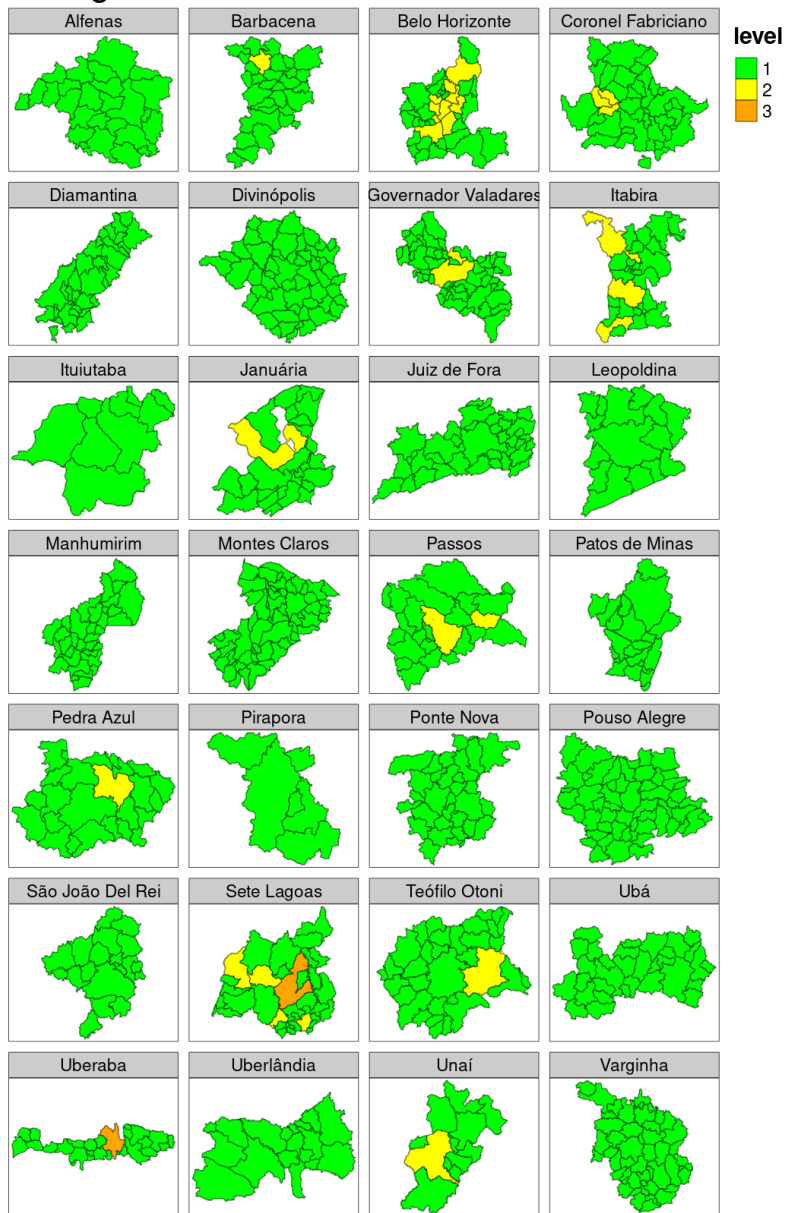 Alfenas
Barbacena
Belo Horizonte
Coronel Fabriciano
level
1
2
3
Diamantina
Divinópolis
Governador Valadares
Itabira
Ituiutaba
Januária
Juiz de Fora
Leopoldina
Manhumirim
Montes Claros
Passos
Patos de Minas
Pedra Azul
Pirapora
Ponte Nova
Pouso Alegre
São João Del Rei
Sete Lagoas
Teófilo Otoni
Ubá
Uberaba
Uberlândia
Unaí
Varginha